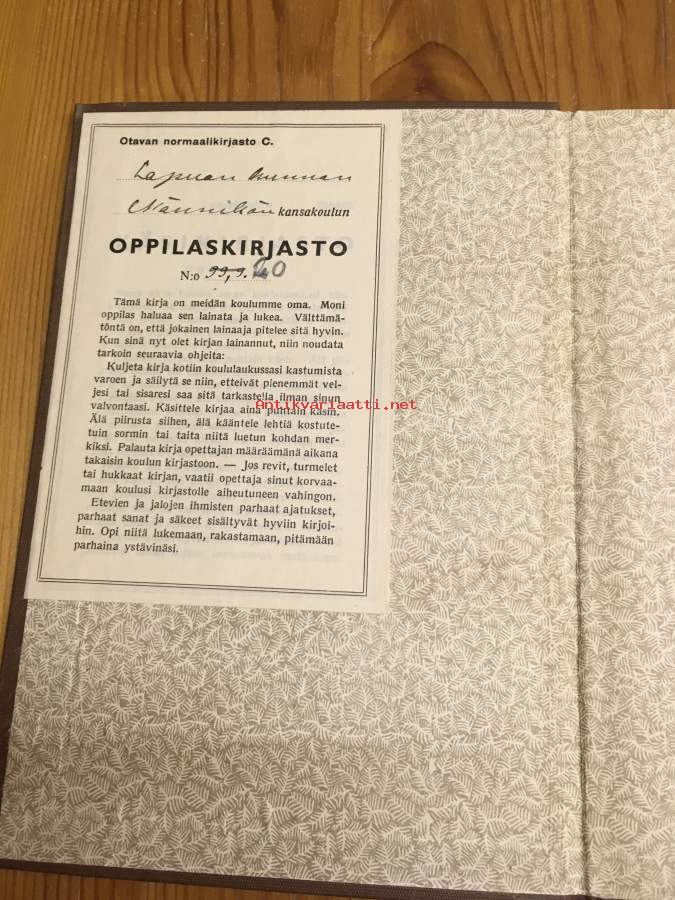 Otavan normaalikirjasto C.
Lapuan kunnan
Männikön kansakoulun
OPPILASKIRJASTO
N:o 99,9. 20
Tämä kirja on meidän koulumme oma. Moni
oppilas haluaa sen lainata ja lukea. Välttämä-
töntä on, että jokainen lainaaja pitelee sitä hyvin.
Kun sinä nyt olet kirjan lainannut, niin noudata
tarkoin seuraavia ohjeita:
Kuljeta kirja kotiin koululaukussasi kastumista
varoen ja säilytä se niin, etteivät pienemmät vel-
jesi tai sisaresi saa sitä tarkastella ilman sinun
valvontaasi. Käsittele kirjaa aina puhtain käsin.
Älä piirusta siihen, älä kääntele lehtiä kostute-
tuin sormin tai taita niitä luetun kohdan mer-
kiksi. Palauta kirja opettajan määräämänä aikana
takaisin koulun kirjastoon. — Jos revit, turmelet
tai hukkaat kirjan, vaatii opettaja sinut korvaa-
maan koulusi kirjastolle aiheutuneen vahingon.
Etevien ja jalojen ihmisten parhaat ajatukset,
parhaat sanat ja säkeet sisältyvät hyviin kirjoi-
hin. Opi niitä lukemaan, rakastamaan, pitämään
parhaina ystävinäsi.
Antikvariaatti.net